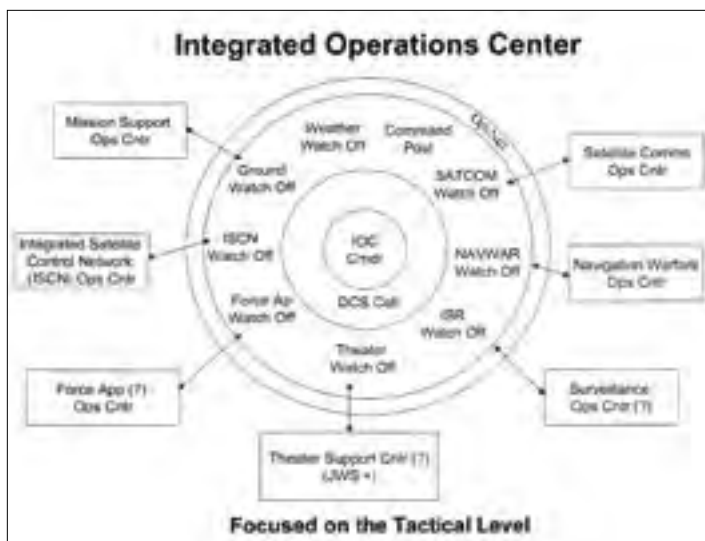 Integrated Operations Center
Mission Support
Ops Cntr
Weather
Watch Off
Command
Post
Ground
Watch Off
SATCOM
Watch Off
Satellite Comms
Ops Cntr
Integrated Satellite
Control Network
(ISCN) Ops Cntr
ISCN
Watch Off
IOC
Cmdr
NAVWAR
Watch Off
Navigation Warfare
Ops Cntr
Force Ap
Watch Off
DCS Cell
ISR
Watch Off
Theater
Watch Off
Force App (?)
Ops Cntr
Surveillance
Ops Cntr (?)
Theater Support Cntr (?)
(JWS +)
Focused on the Tactical Level